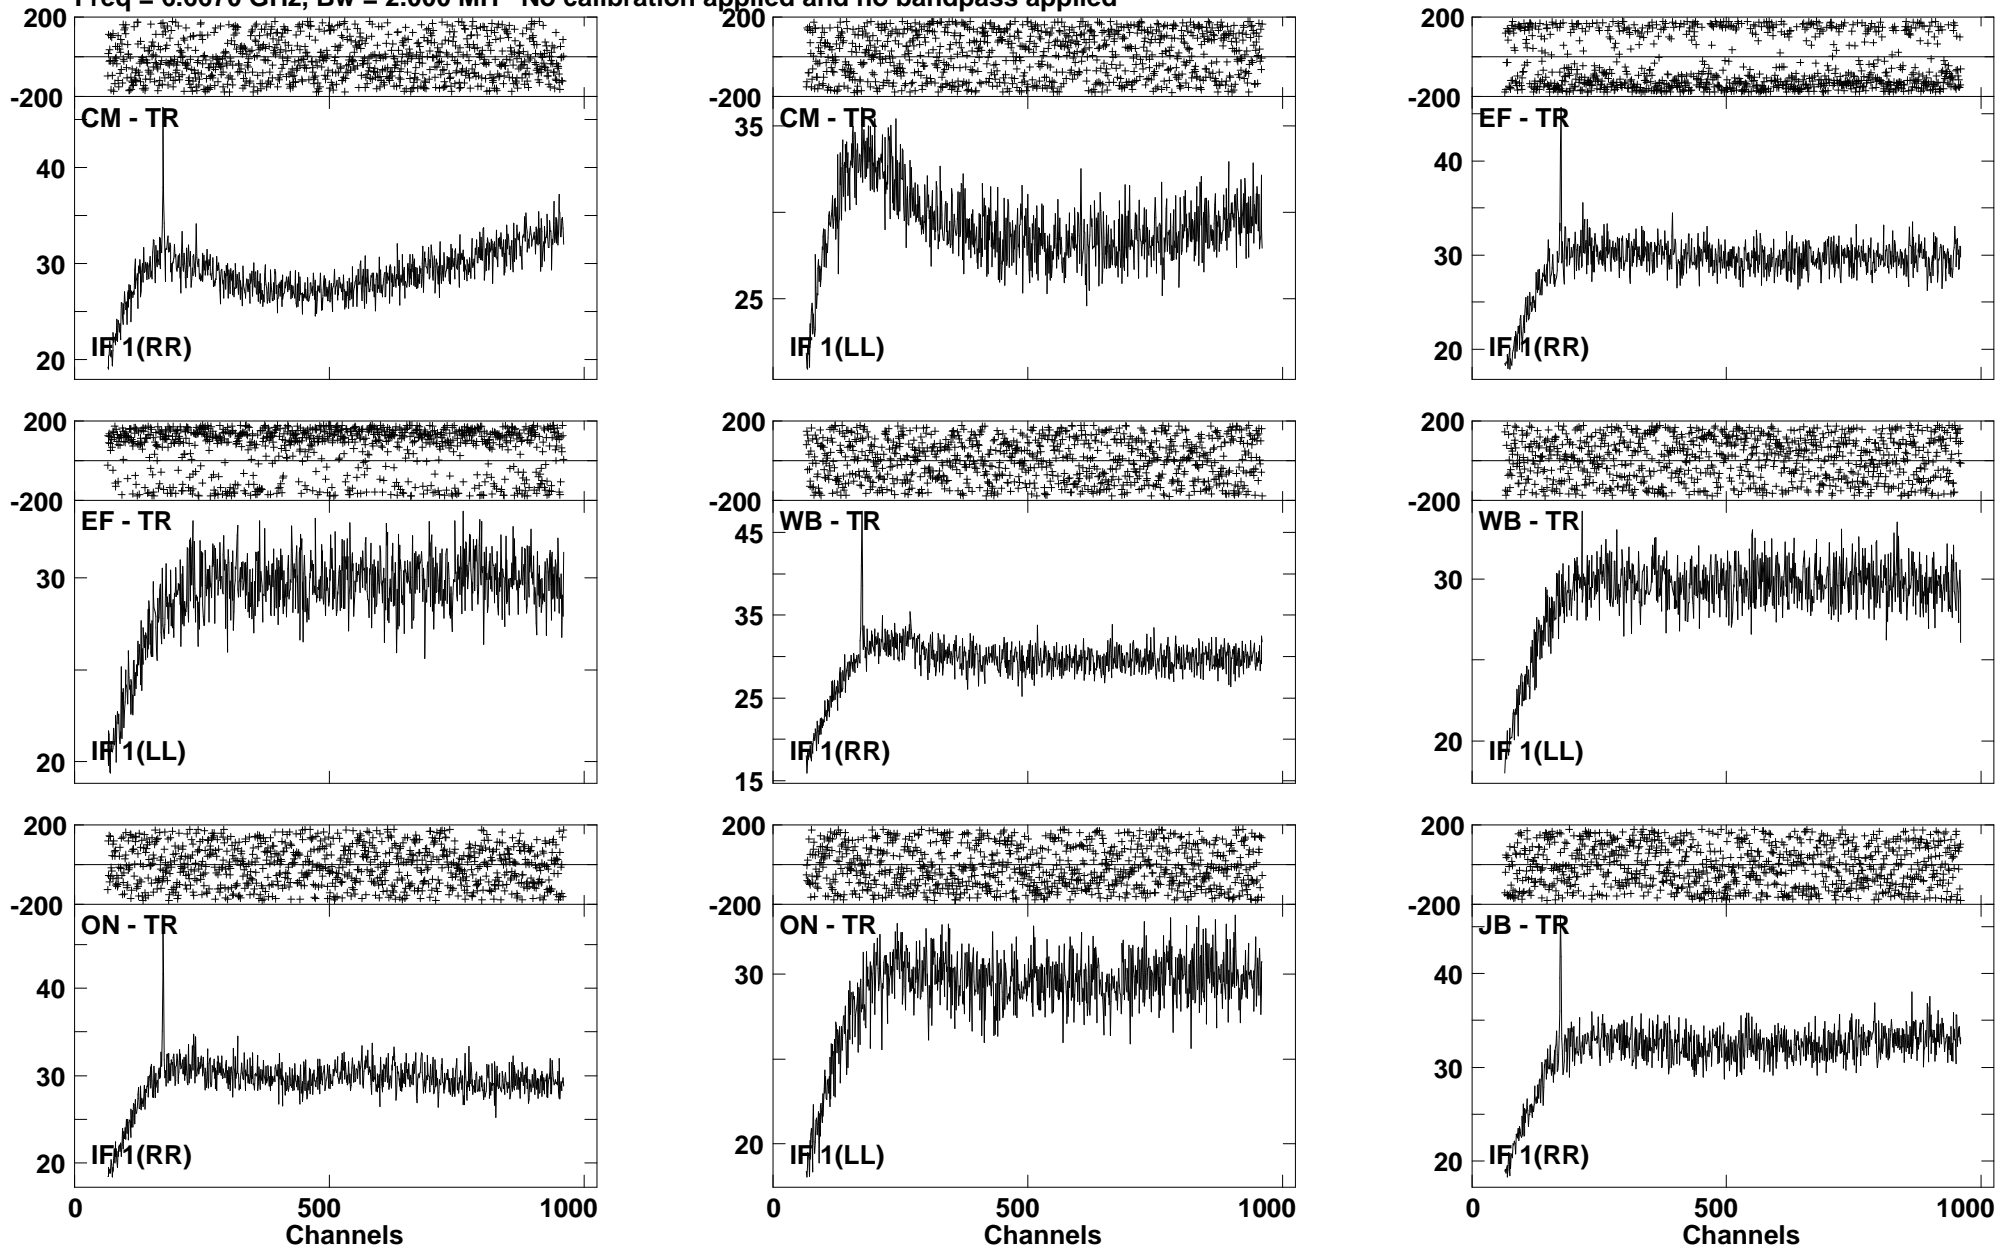 Freq = 6.6670 GHz, Bw = 2.000 MH No calibration applied and no bandpass applied
200
-200
CM - TR
40
30
20
IF 1(RR)
200
-200
CM - TR
35
25
IF 1(LL)
200
-200
EF - TR
40
30
20
IF 1(RR)
200
-200
EF - TR
30
20
IF 1(LL)
200
-200
WB - TR
45
35
25
15
IF 1(RR)
200
-200
WB - TR
30
20
IF 1(LL)
200
-200
ON - TR
40
30
20
IF 1(RR)
0 500 1000
Channels
200
-200
ON - TR
30
20
IF 1(LL)
0 500 1000
Channels
200
-200
JB - TR
40
30
20
IF 1(RR)
0 500 1000
Channels